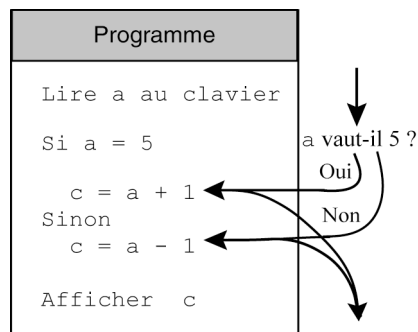 Programme
Lire a au clavier
Si a = 5
a vaut-il 5 ?
Oui
c = a + 1
Non
Sinon
c = a - 1
Afficher c